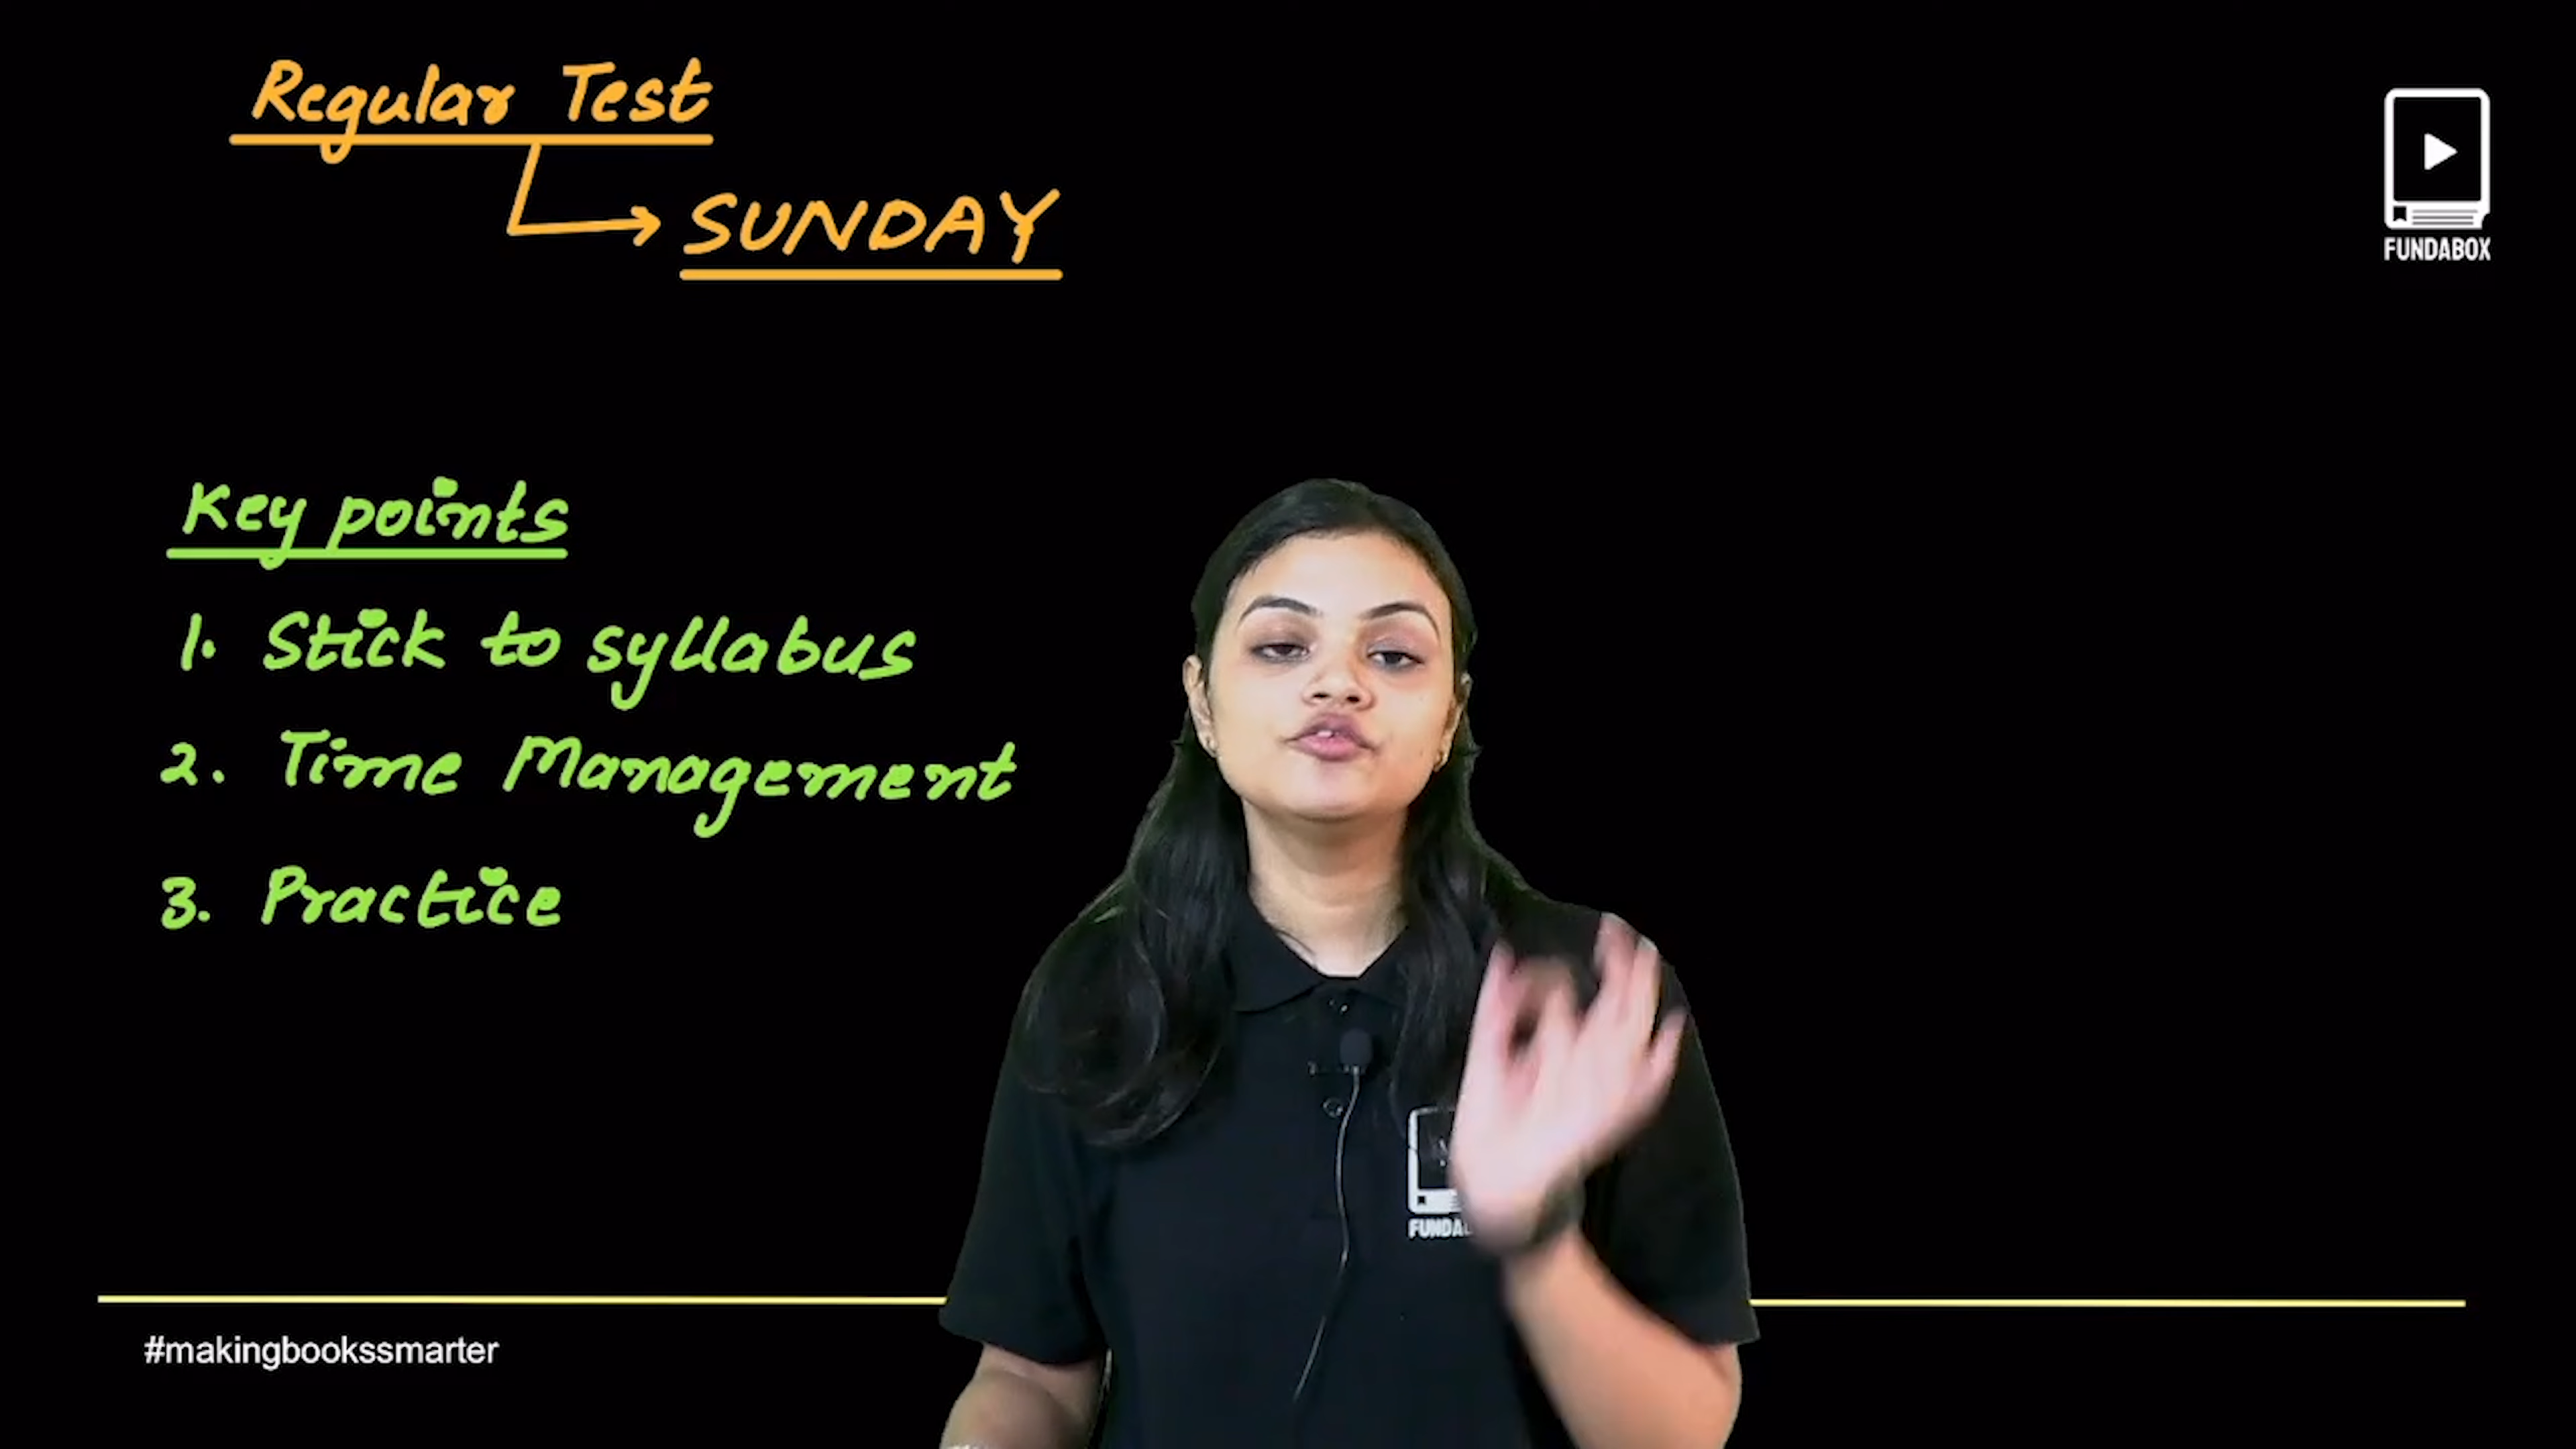 Regular Test
SUNDAY
FUNDABOX
Key points
1. Stick to syllabus
2. Time Management
3. Practice
#makingbookssmarter